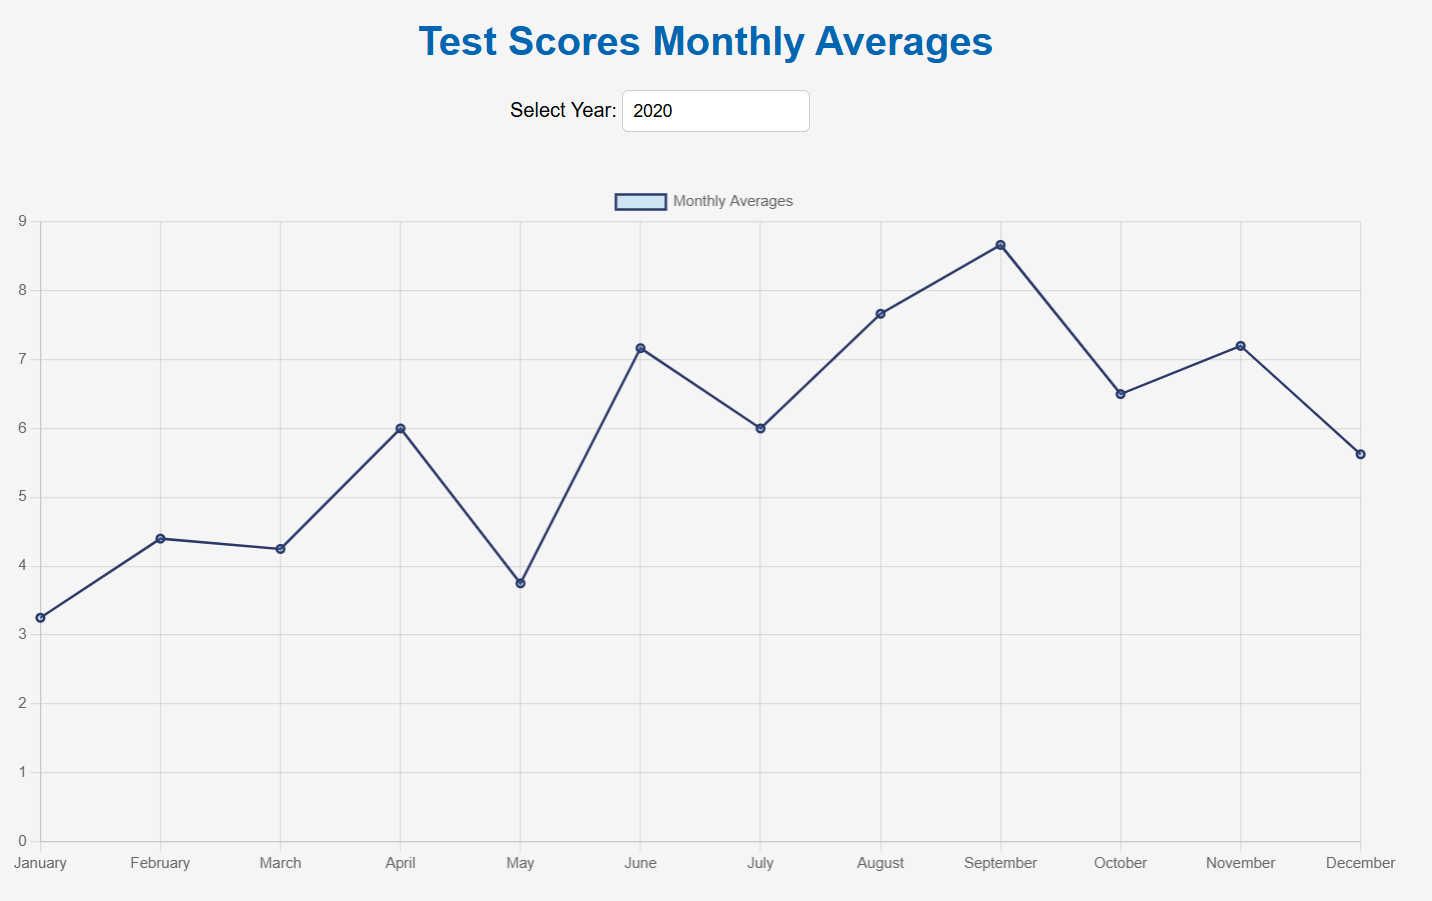 Test Scores Monthly Averages
Select Year: 2020
Monthly Averages
9
8
7
6
5
4
3
2
1
0
January February March April May June July August September October November December